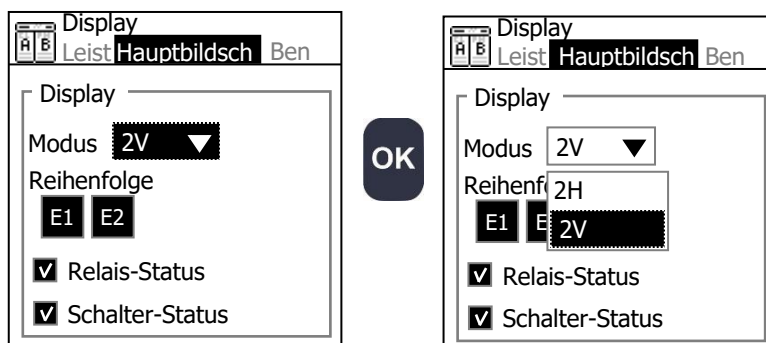 Display
A B
Leist Hauptbildsch Ben
Display
Modus 2V
Reihenfolge
E1 E2
Relais-Status
Schalter-Status
OK
Display
A B
Leist Hauptbildsch Ben
Display
Modus 2V
Reihenf
2H
E1 E
2V
Relais-Status
Schalter-Status